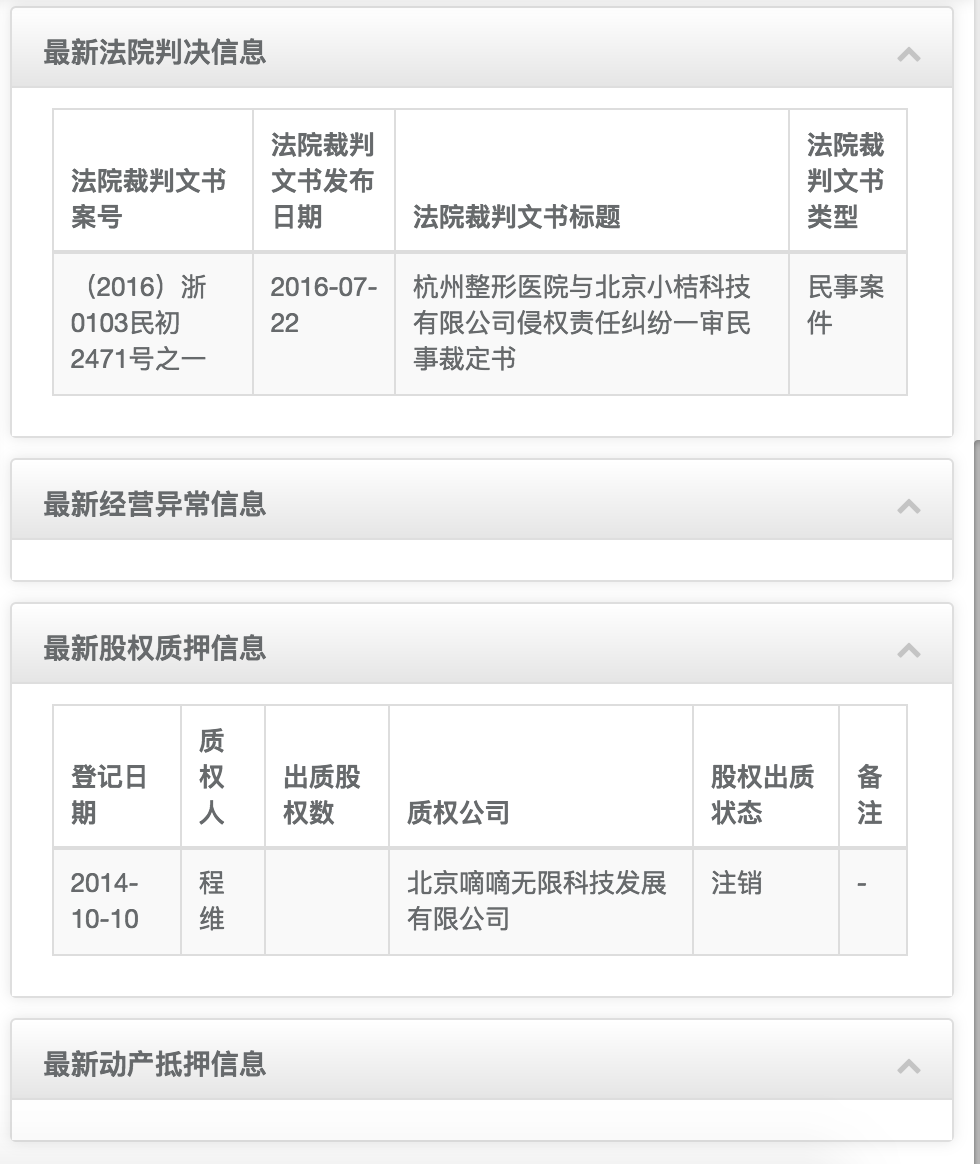 最新法院判决信息
法院裁判文书
案号
法院裁判
文书发布
日期
法院裁判文书标题
法院裁
判文书
类型
（2016）浙
0103民初
2471号之一
2016-07-
22
杭州整形医院与北京小桔科技
有限公司侵权责任纠纷一审民
事裁定书
民事案
件
最新经营异常信息
最新股权质押信息
登记日
期
质
权
人
出质股
权数
质权公司
股权出质
状态
备
注
2014-
10-10
程
维
北京嘀嘀无限科技发展
有限公司
注销
-
最新动产抵押信息